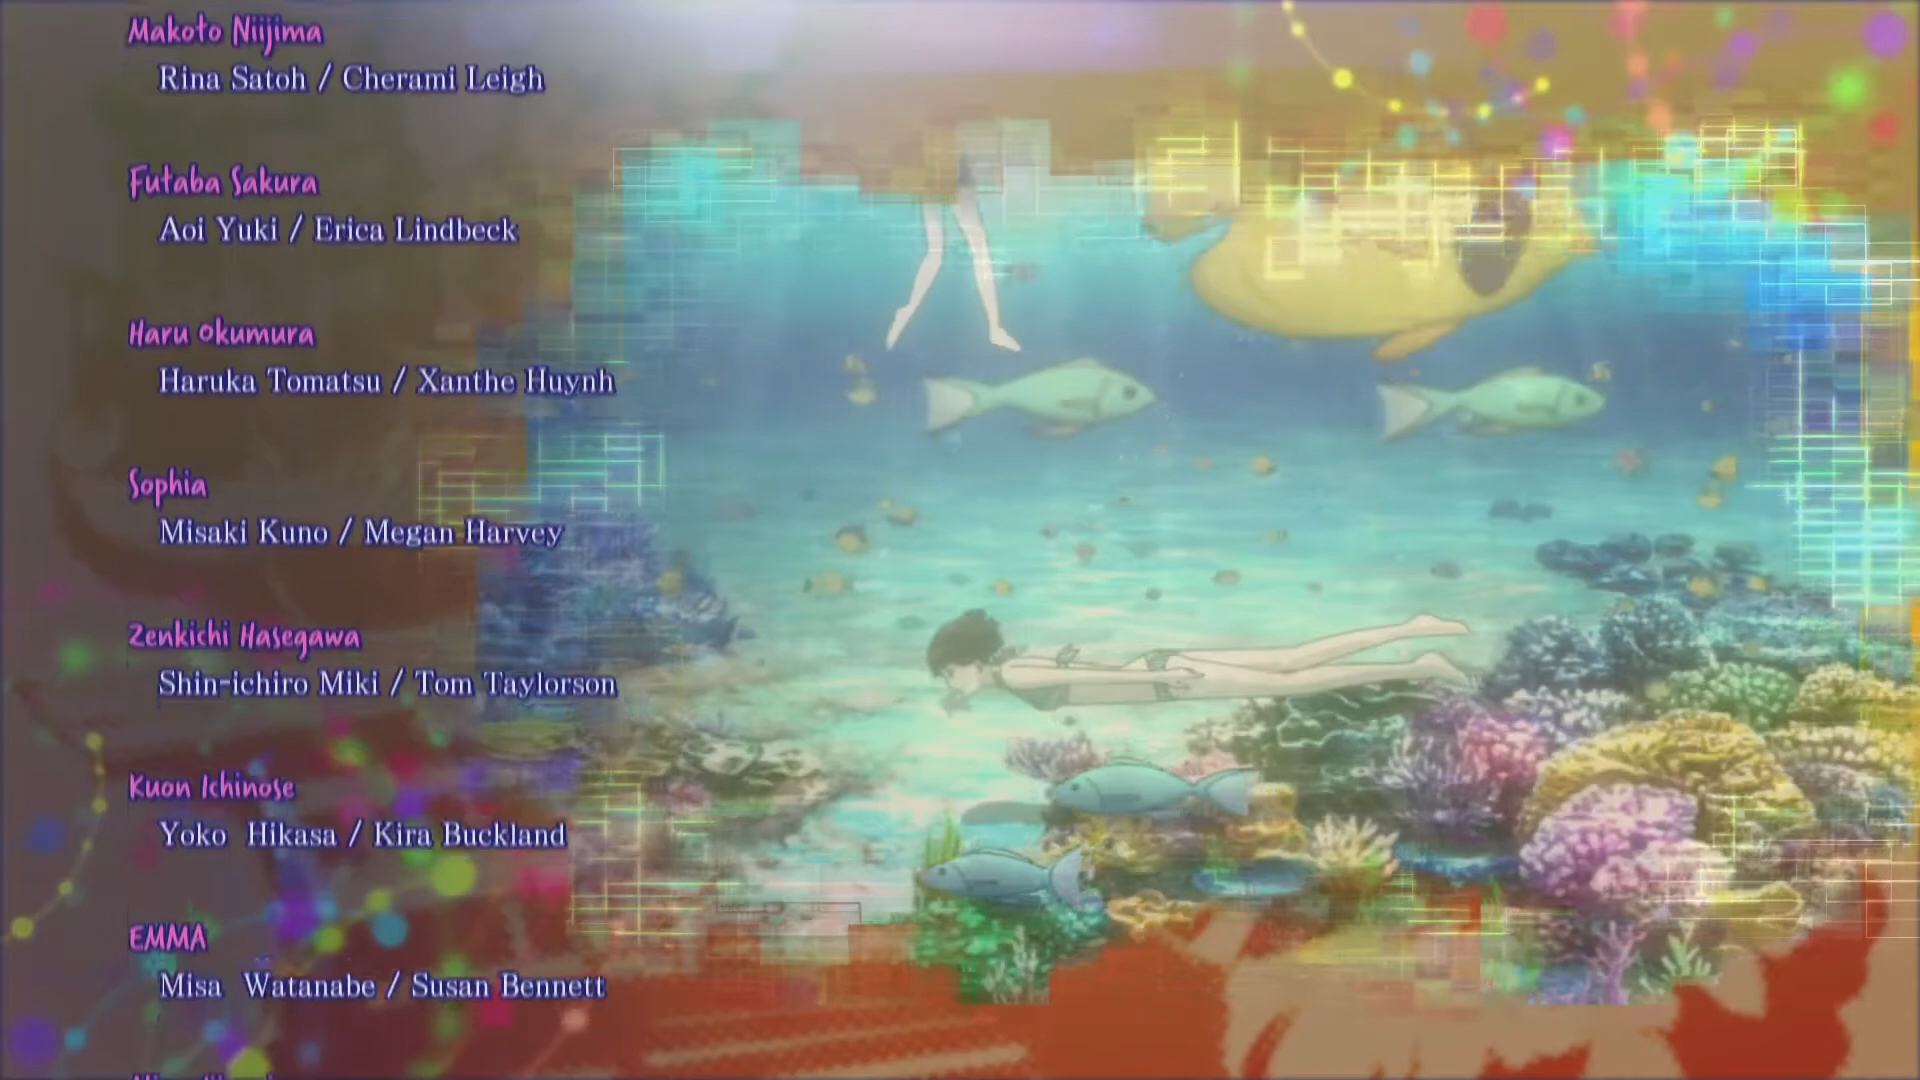 Makoto Niijima
Rina Satoh / Cherami Leigh
Futaba Sakura
Aoi Yuki / Erica Lindbeck
Haru Okumura
Haruka Tomatsu / Xanthe Huynh
Sophia
Misaki Kuno / Megan Harvey
Zenkichi Hasegawa
Shin-ichiro Miki / Tom Taylorson
Kuon Ichinose
Yoko  Hikasa / Kira Buckland
EMMA
Misa  Watanabe / Susan Bennett